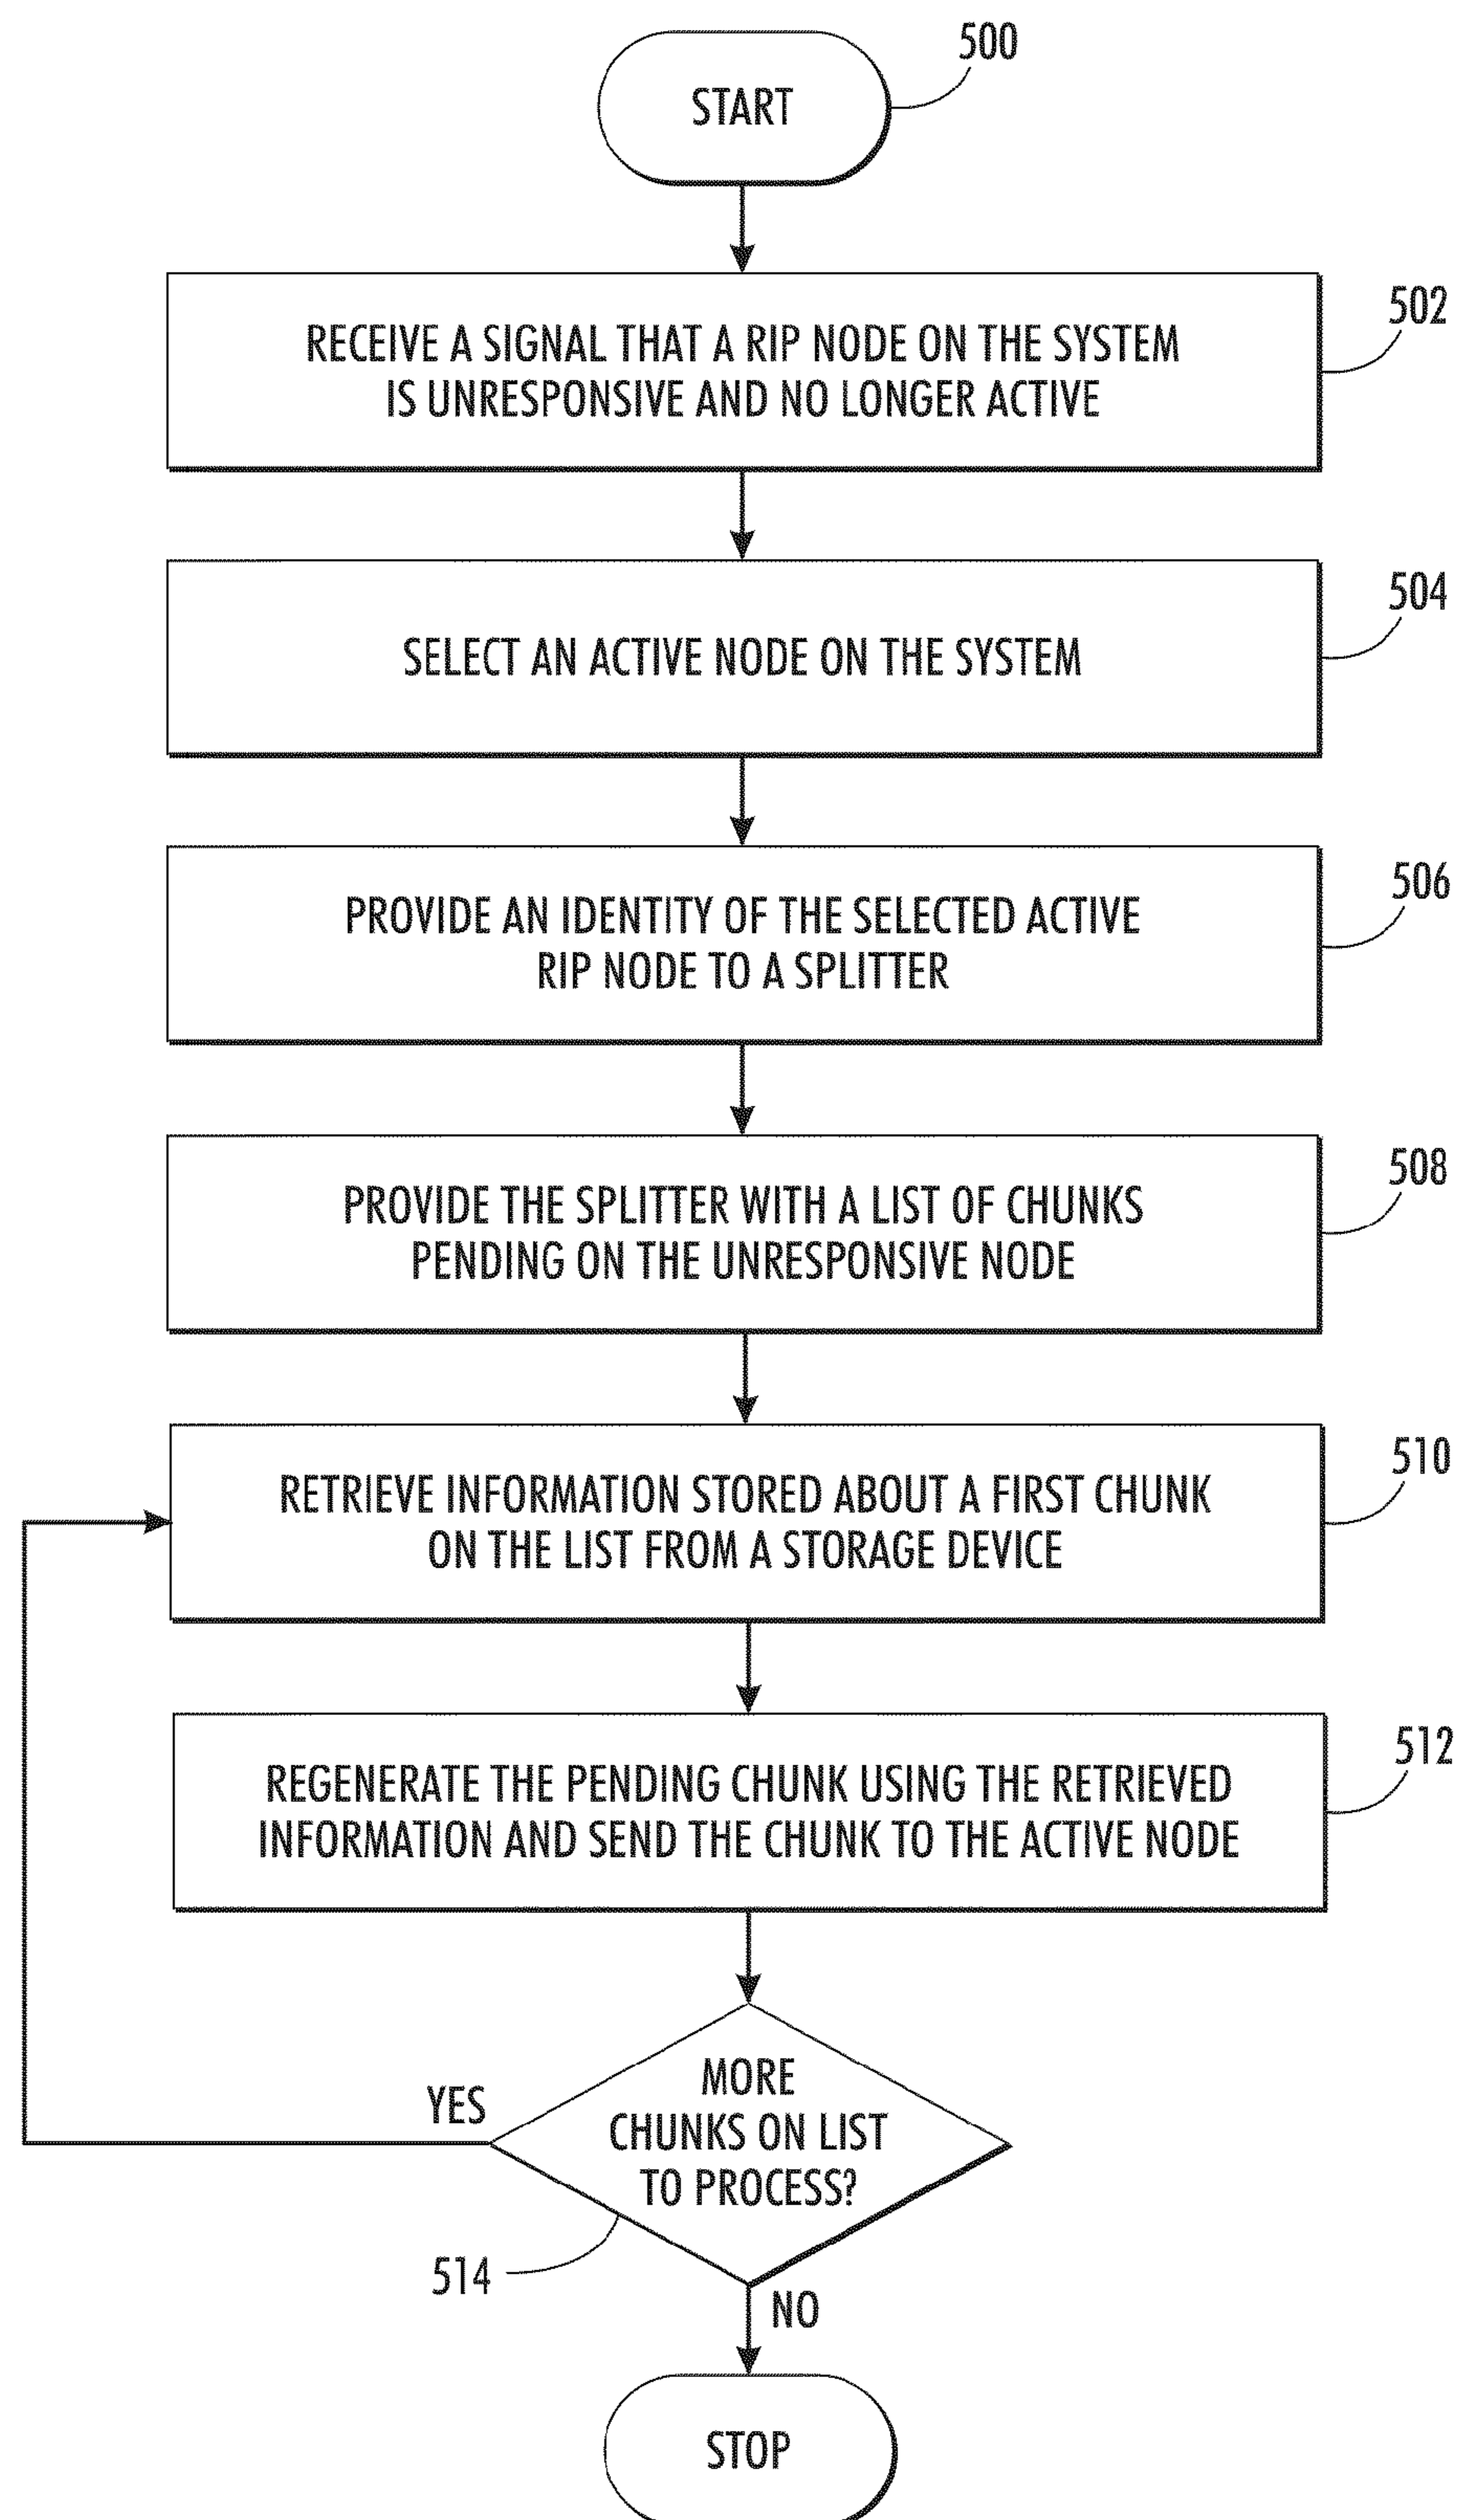 500
START
502
RECEIVE A SIGNAL THAT A RIP NODE ON THE SYSTEM
IS UNRESPONSIVE AND NO LONGER ACTIVE
504
SELECT AN ACTIVE NODE ON THE SYSTEM
506
PROVIDE AN IDENTITY OF THE SELECTED ACTIVE
RIP NODE TO A SPLITTER
508
PROVIDE THE SPLITTER WITH A LIST OF CHUNKS
PENDING ON THE UNRESPONSIVE NODE
510
RETRIEVE INFORMATION STORED ABOUT A FIRST CHUNK
ON THE LIST FROM A STORAGE DEVICE
512
REGENERATE THE PENDING CHUNK USING THE RETRIEVED
INFORMATION AND SEND THE CHUNK TO THE ACTIVE NODE
YES
MORE
CHUNKS ON LIST
TO PROCESS?
514
NO
STOP